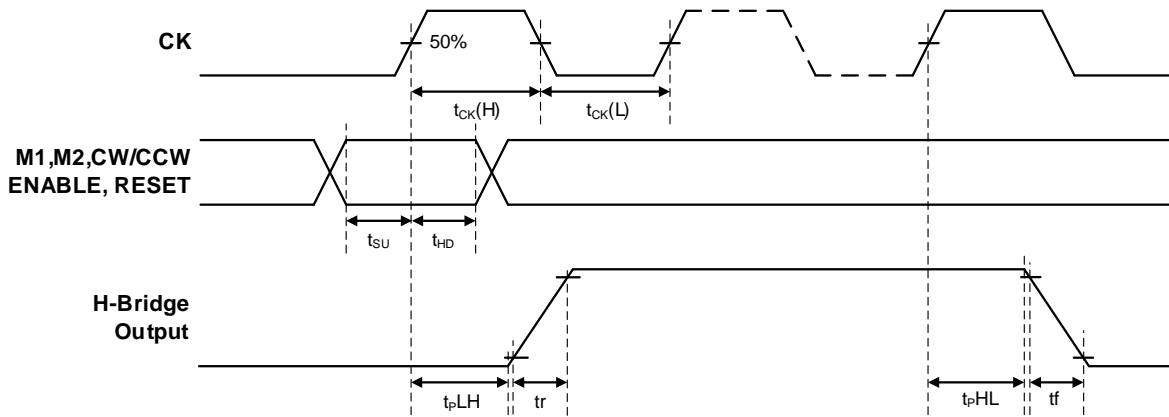 CK
50%
tCK(H)
tCK(L)
M1,M2,CW/CCW
ENABLE, RESET
tSU
tHD
H-Bridge
Output
tPLH
tr
tPHL
tf